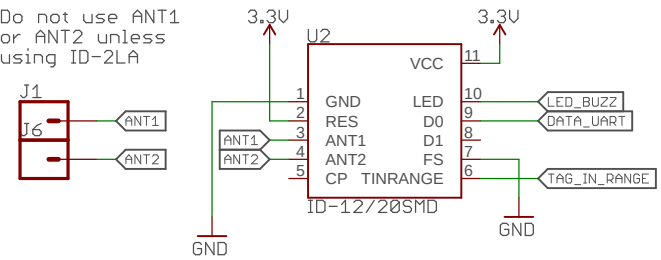 Do not use ANT1
or ANT2 unless
using ID-2LA
J1
ANT1
J6
ANT2
3.3V
3.3V
U2
11
VCC
1
GND
LED
10
LED_BUZZ
2
RES
D0
9
DATA_UART
ANT1
3
ANT1
D1
8
ANT2
4
ANT2
FS
7
5
CP
TINRANGE
6
TAG_IN_RANGE
ID-12/20SMD
GND
GND